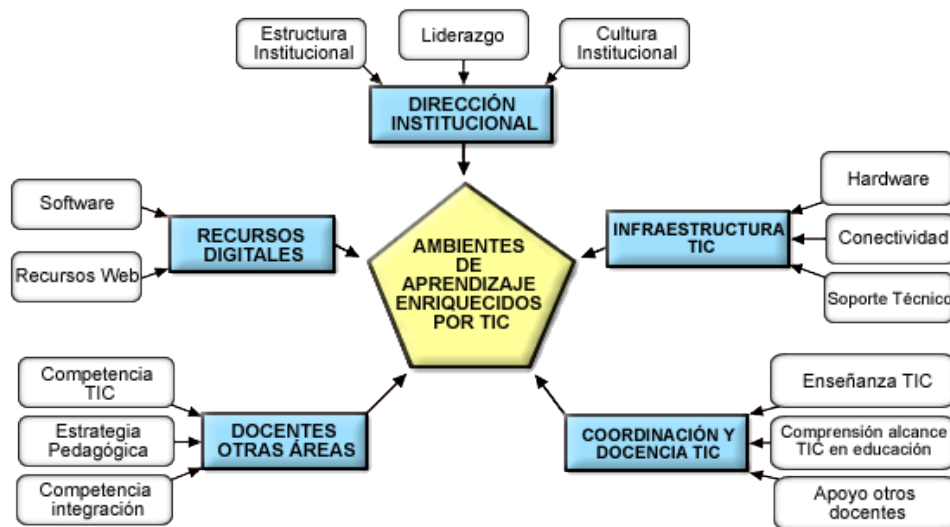 Estructura
Institucional
Liderazgo
Cultura
Institucional
DIRECCIÓN
INSTITUCIONAL
Software
Recursos Web
RECURSOS
DIGITALES
AMBIENTES
DE
APRENDIZAJE
ENRIQUECIDOS
POR TIC
INFRAESTRUCTURA
TIC
Hardware
Conectividad
Soporte Técnico
Competencia
TIC
Estrategia
Pedagógica
Competencia
integración
DOCENTES
OTRAS ÁREAS
COORDINACIÓN Y
DOCENCIA TIC
Enseñanza TIC
Comprensión alcance
TIC en educación
Apoyo otros
docentes